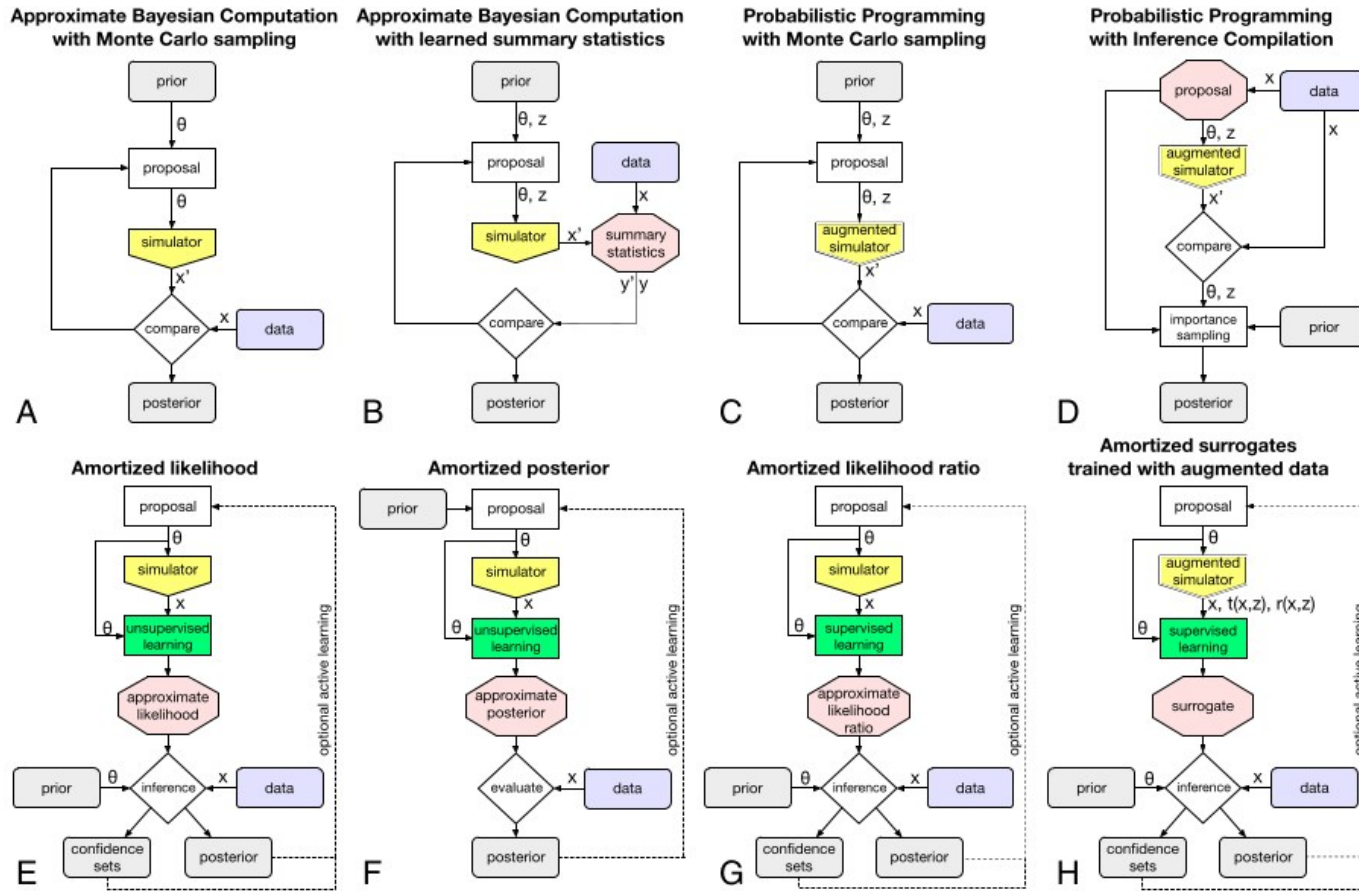 Approximate Bayesian Computation
with Monte Carlo sampling
prior
θ
proposal
θ
simulator
x'
compare
x
data
posterior
A
Approximate Bayesian Computation
with learned summary statistics
prior
θ, z
proposal
data
θ, z
x
simulator
x'
summary
statistics
y' y
compare
posterior
B
Probabilistic Programming
with Monte Carlo sampling
prior
θ, z
proposal
θ, z
augmented
simulator
x'
compare
x
data
posterior
C
Probabilistic Programming
with Inference Compilation
proposal
x
data
θ, z
x
augmented
simulator
x'
compare
θ, z
importance
sampling
prior
posterior
D
Amortized likelihood
proposal
θ
simulator
x
θ
unsupervised
learning
approximate
likelihood
optional active learning
prior
θ
inference
x
data
confidence
sets
posterior
E
Amortized posterior
prior
proposal
θ
simulator
x
θ
unsupervised
learning
approximate
posterior
optional active learning
evaluate
x
data
posterior
F
Amortized likelihood ratio
proposal
θ
simulator
x
θ
supervised
learning
approximate
likelihood
ratio
optional active learning
prior
θ
inference
x
data
confidence
sets
posterior
G
Amortized surrogates
trained with augmented data
proposal
θ
augmented
simulator
x, t(x,z), r(x,z)
θ
supervised
learning
surrogate
optional active learning
prior
θ
inference
x
data
confidence
sets
posterior
H